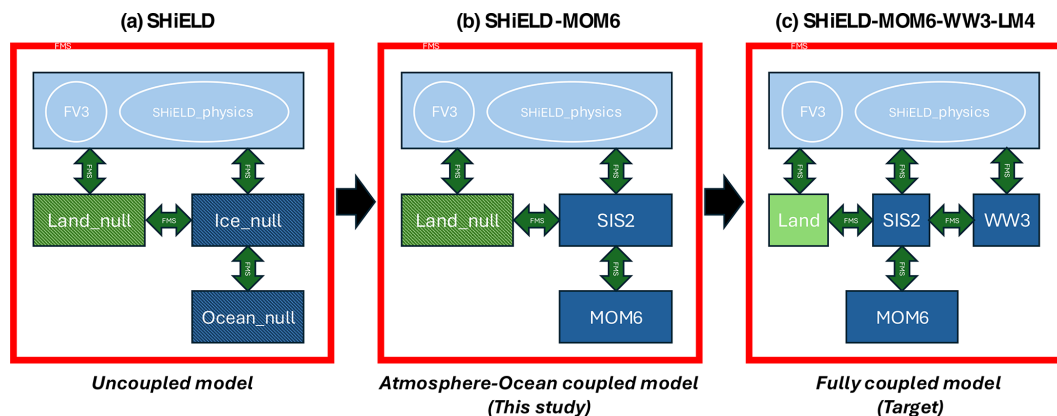 (a) SHiELD
(b) SHiELD-MOM6
(c) SHiELD-MOM6-WW3-LM4
FMS
FMS
FMS
FV3
SHiELD_physics
FV3
SHiELD_physics
FV3
SHiELD_physics
FMS
FMS
FMS
FMS
FMS
FMS
FMS
Land_null
FMS
Ice_null
Land_null
FMS
SIS2
Land
FMS
SIS2
FMS
WW3
FMS
FMS
FMS
Ocean_null
MOM6
MOM6
Uncoupled model
Atmosphere-Ocean coupled model
(This study)
Fully coupled model
(Target)